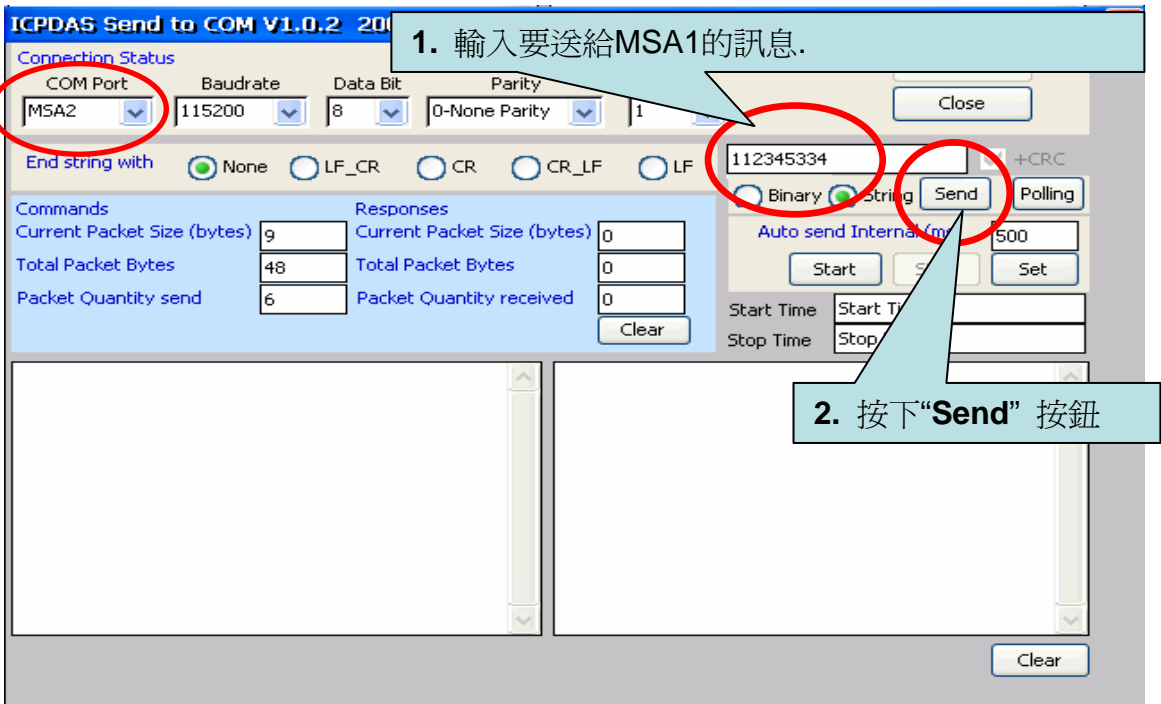 ICPDAS Send to COM V1.0.2 200
1. 輸入要送給MSA1的訊息.
Connection Status
COM Port Baudrate Data Bit Parity
MSA2 115200 8 0-None Parity 1
Close
End string with None LF_CR CR CR_LF LF
112345334 +CRC
Binary String Send Polling
Commands Responses
Current Packet Size (bytes) 9 Current Packet Size (bytes) 0
Auto send Internal (m 500
Total Packet Bytes 48 Total Packet Bytes 0
Start S Set
Packet Quantity send 6 Packet Quantity received 0
Start Time Start Ti
Clear
Stop Time Stop
2. 按下“Send” 按鈕
Clear